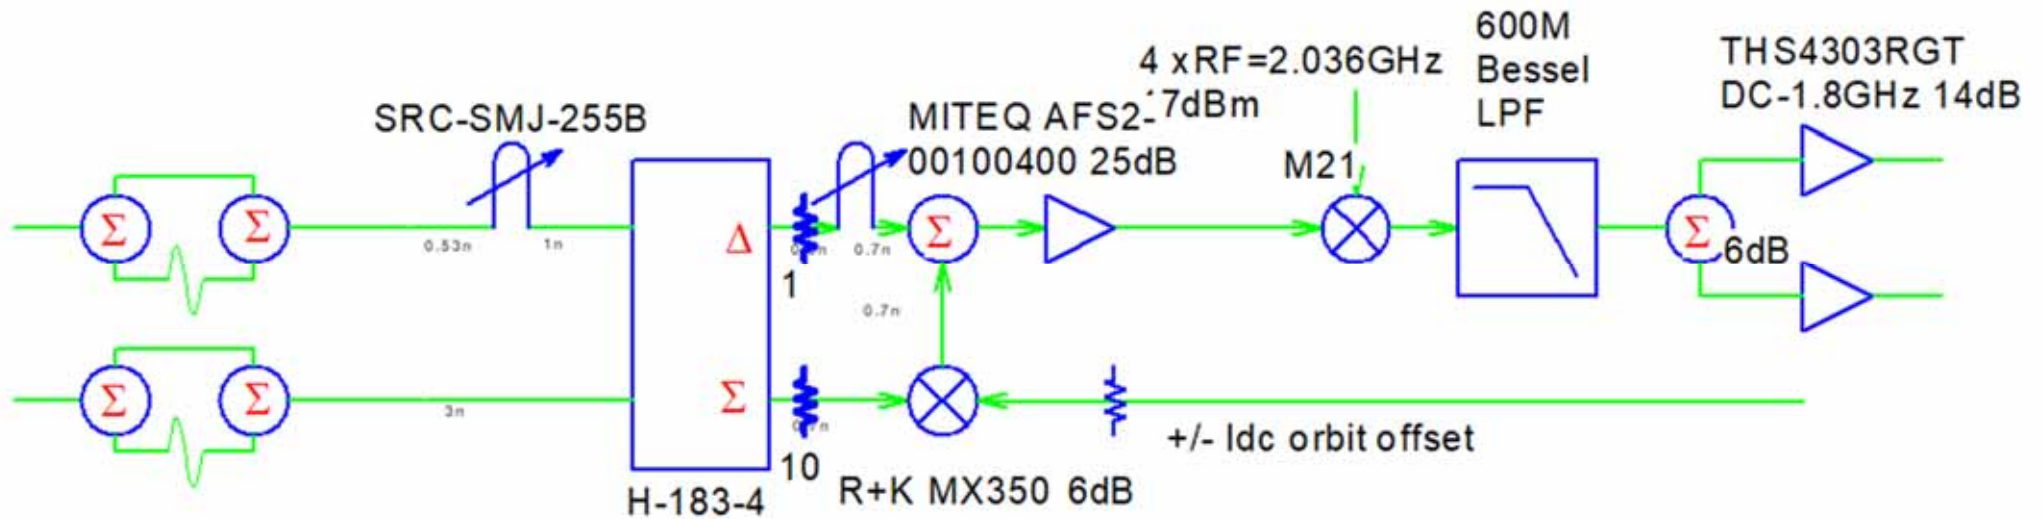 600M
Bessel
LPF
THS4303RGT
DC-1.8GHz 14dB
4 xRF=2.036GHz
7dBm
SRC-SMJ-255B
MITEQ AFS2-
00100400 25dB
M21
Σ
Σ
0.53n
1n
Δ
0.7n
Σ
Σ
6dB
1
0.7n
Σ
Σ
3n
Σ
10
+/- Idc orbit offset
H-183-4
R+K MX350 6dB